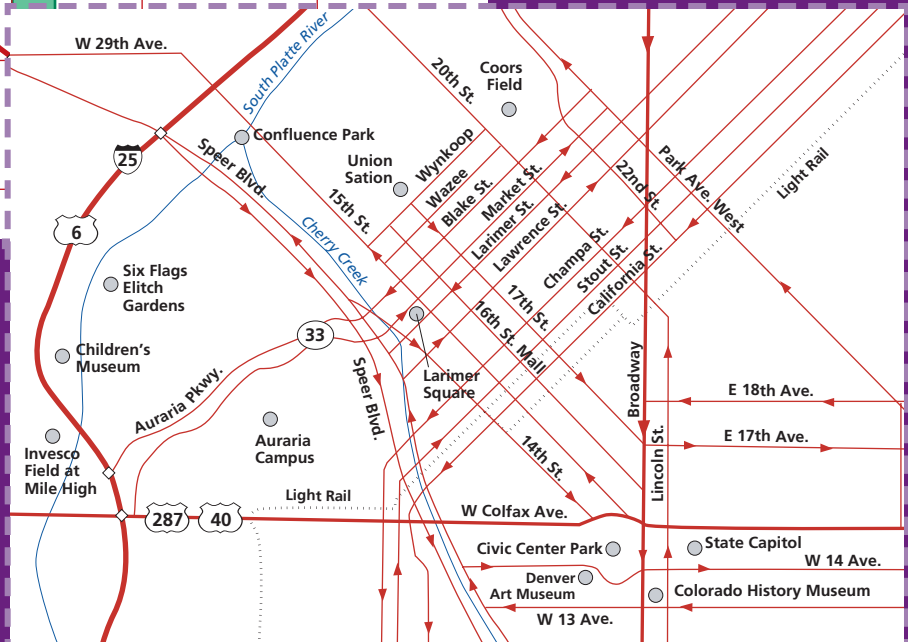 W 29th Ave.
South Platte River
20th St.
Coors
Field
Confluence Park
25
Speer Blvd.
Union
Sation
Wynkoop
Wazee
Blake St.
Market St.
Larimer St.
Lawrence St.
22nd St.
Park Ave. West
Light Rail
15th St.
6
Cherry Creek
Champa St.
Stout St.
California St.
Six Flags
Elitch
Gardens
17th St.
16th St. Mall
33
Children's
Museum
Larimer
Square
Speer Blvd.
Broadway
Auraria Pkwy.
E 18th Ave.
Auraria
Campus
E 17th Ave.
Invesco
Field at
Mile High
14th St.
Lincoln St.
Light Rail
287
40
W Colfax Ave.
Civic Center Park
State Capitol
W 14 Ave.
Denver
Art Museum
Colorado History Museum
W 13 Ave.